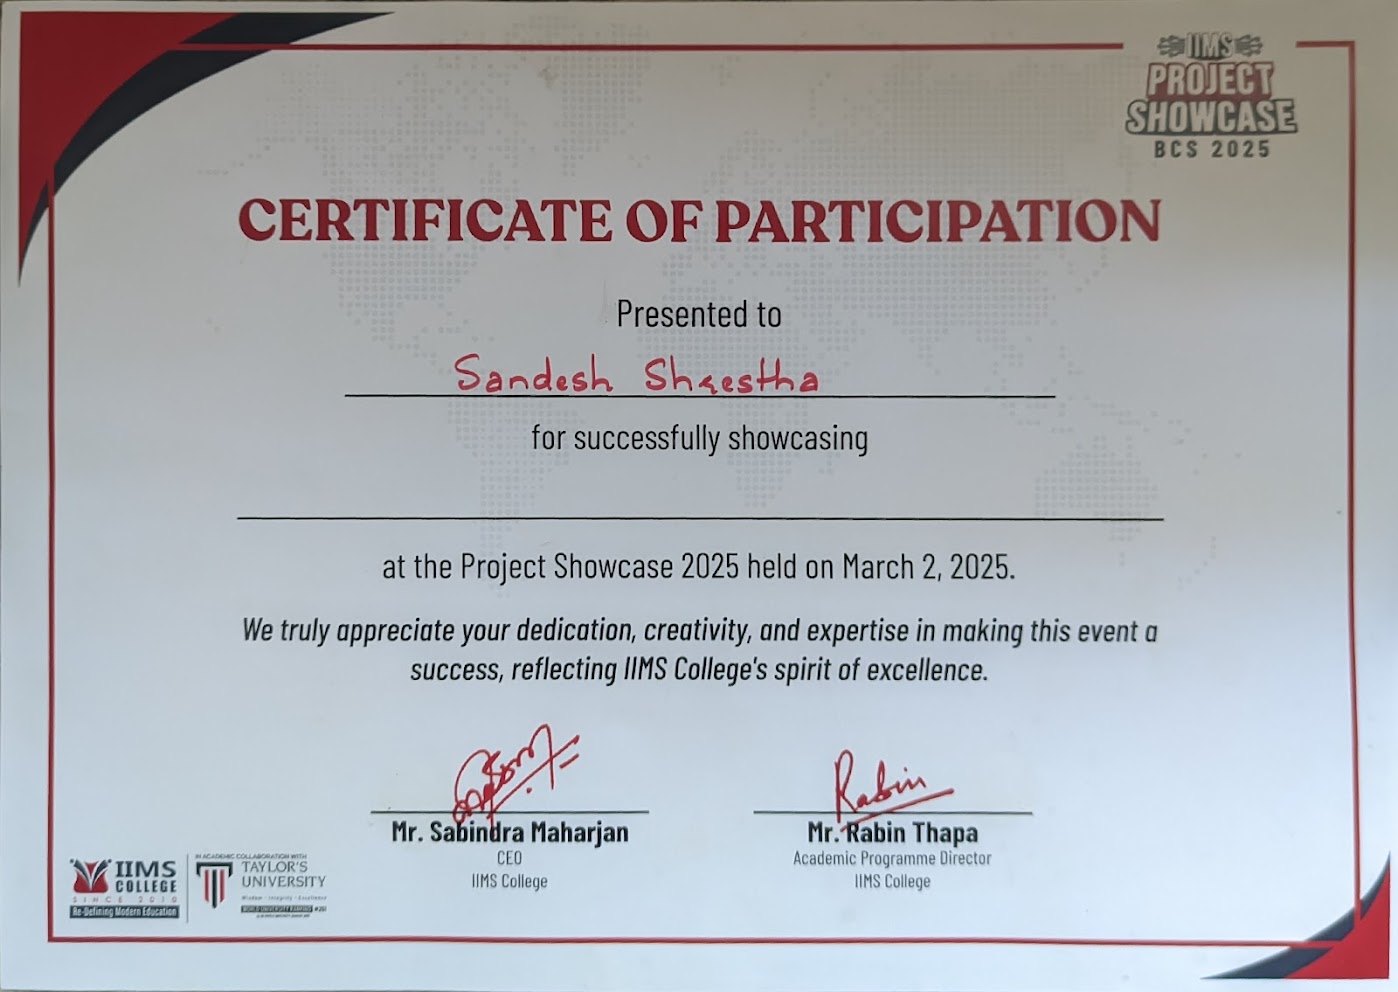 IIMS
PROJECT
SHOWCASE
BCS 2025
CERTIFICATE OF PARTICIPATION
Presented to
Sandesh Shrestha
for successfully showcasing
at the Project Showcase 2025 held on March 2, 2025.
We truly appreciate your dedication, creativity, and expertise in making this event a
success, reflecting IIMS College's spirit of excellence.
Rabin
Mr. Sabindra Maharjan
CEO
IIMS College
Mr. Rabin Thapa
Academic Programme Director
IIMS College
IIMS
COLLEGE
SINCE 2010
Re-Defining Modern Education
IN ACADEMIC COLLABORATION WITH
TAYLOR'S
UNIVERSITY
Wisdom · Integrity · Excellence